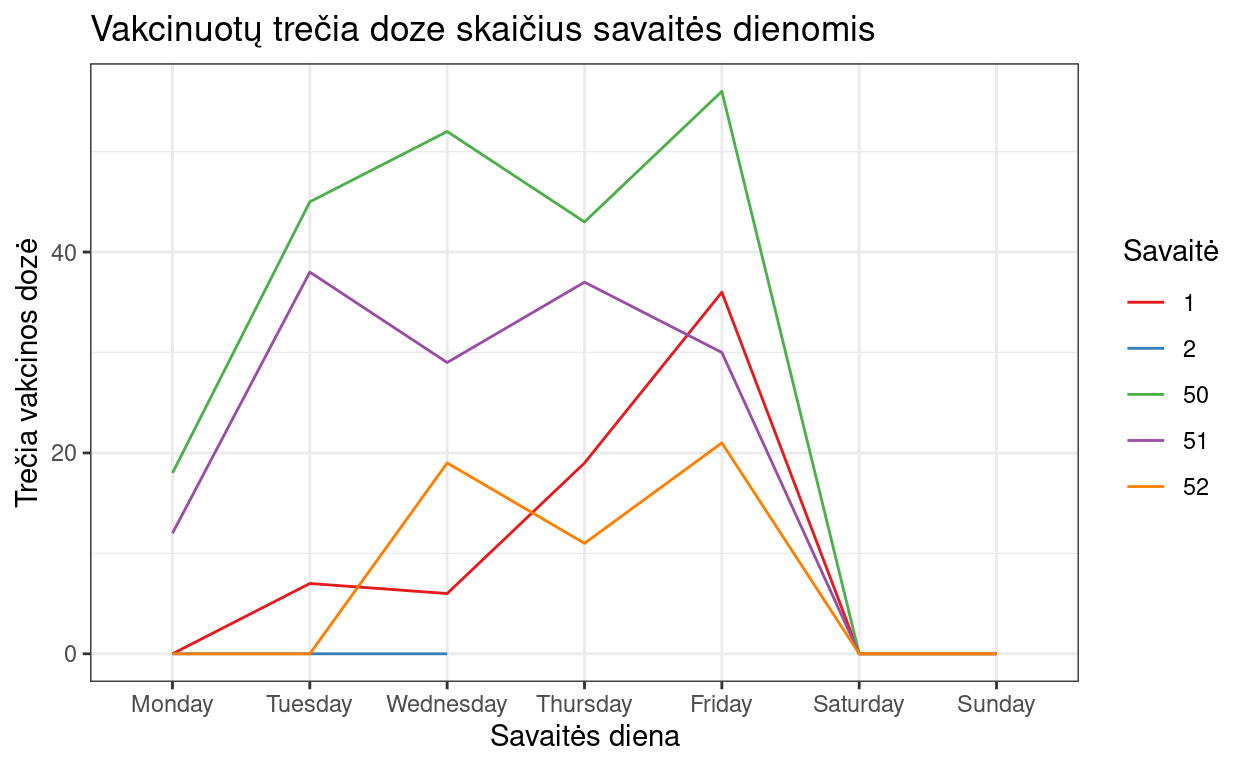 Vakcinuotų trečia doze skaičius savaitės dienomis
Trečia vakcinos dozė
40
20
0
Monday Tuesday Wednesday Thursday Friday Saturday Sunday
Savaitės diena
Savaitė
1
2
50
51
52